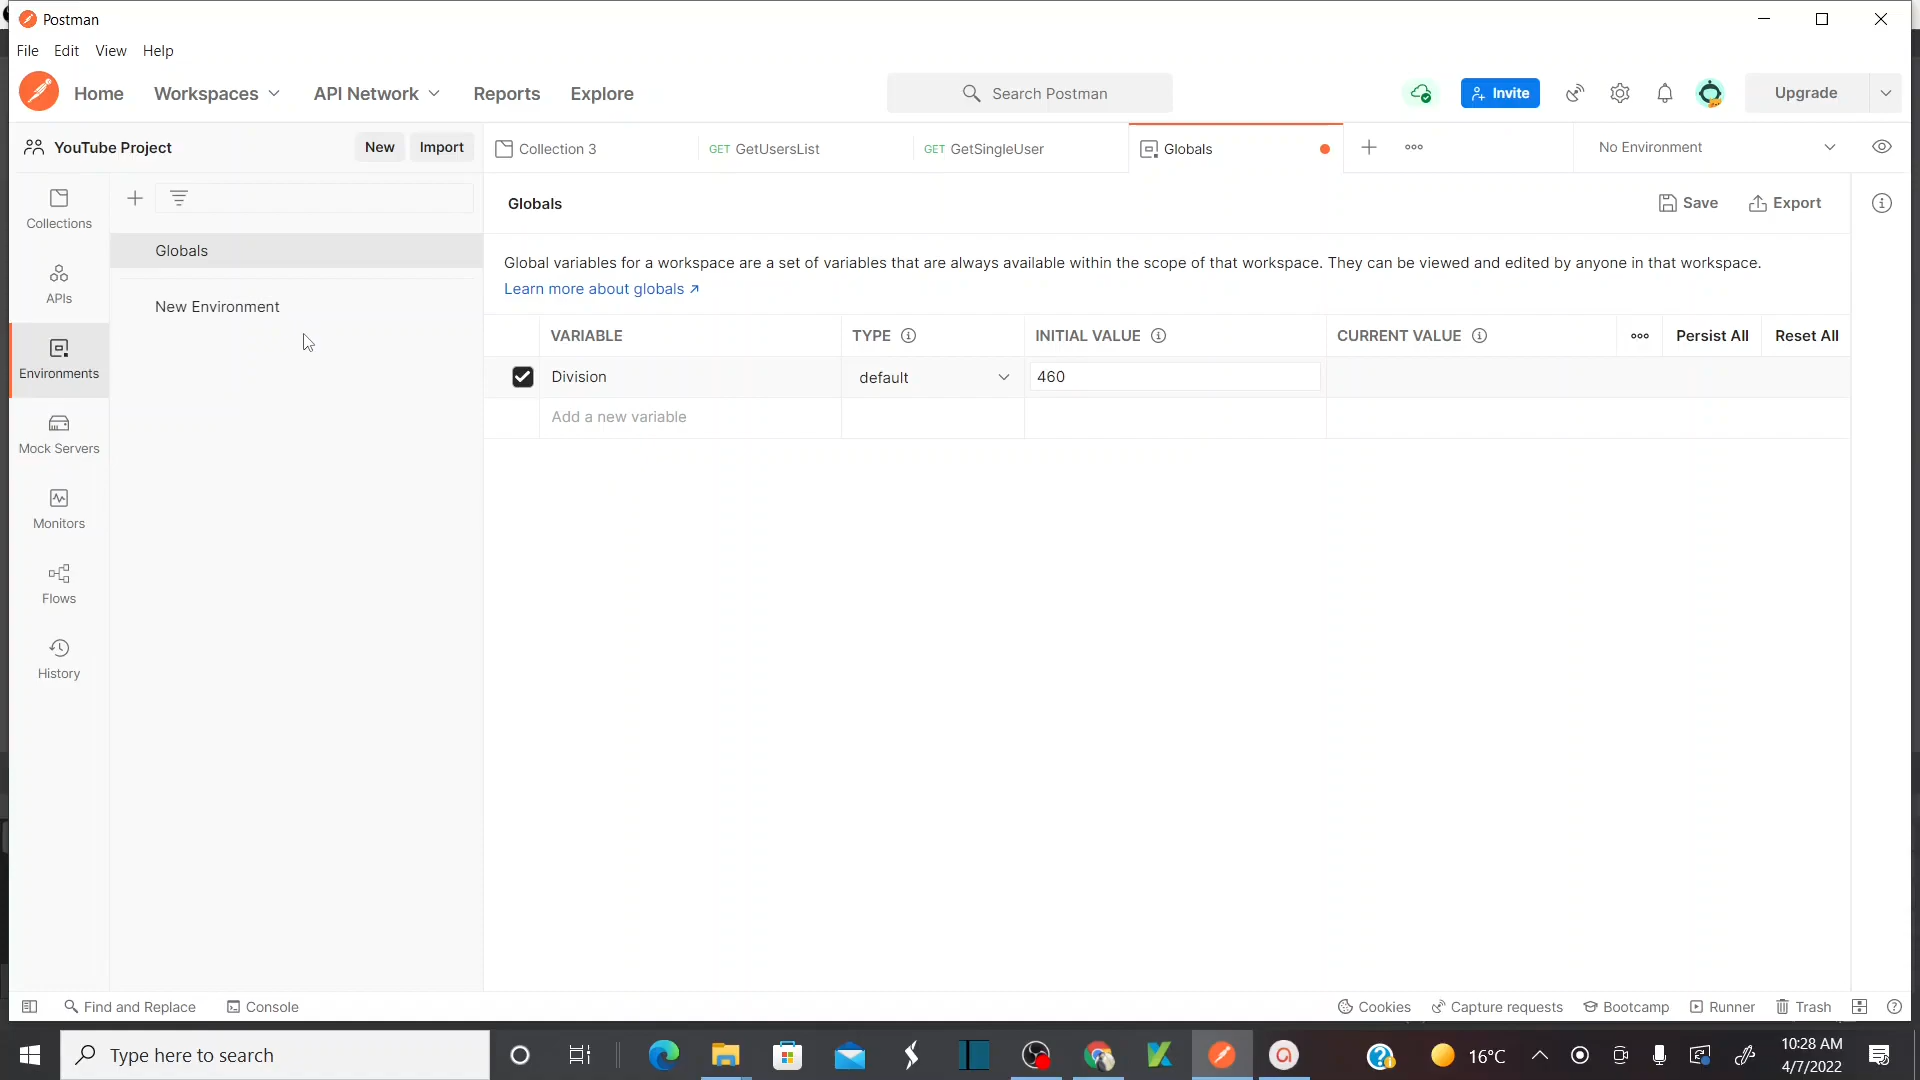 Postman
File Edit View Help
Home Workspaces API Network Reports Explore Search Postman Invite Upgrade
YouTube Project New Import Collection 3 GET GetUsersList GET GetSingleUser Globals No Environment
Collections
APIs
Environments
Mock Servers
Monitors
Flows
History
Globals
New Environment
Globals Save Export
Global variables for a workspace are a set of variables that are always available within the scope of that workspace. They can be viewed and edited by anyone in that workspace.
Learn more about globals ↗
VARIABLE TYPE INITIAL VALUE CURRENT VALUE Persist All Reset All
Division default 460
Add a new variable
Find and Replace Console Cookies Capture requests Bootcamp Runner Trash
Type here to search 16°C 10:28 AM
4/7/2022